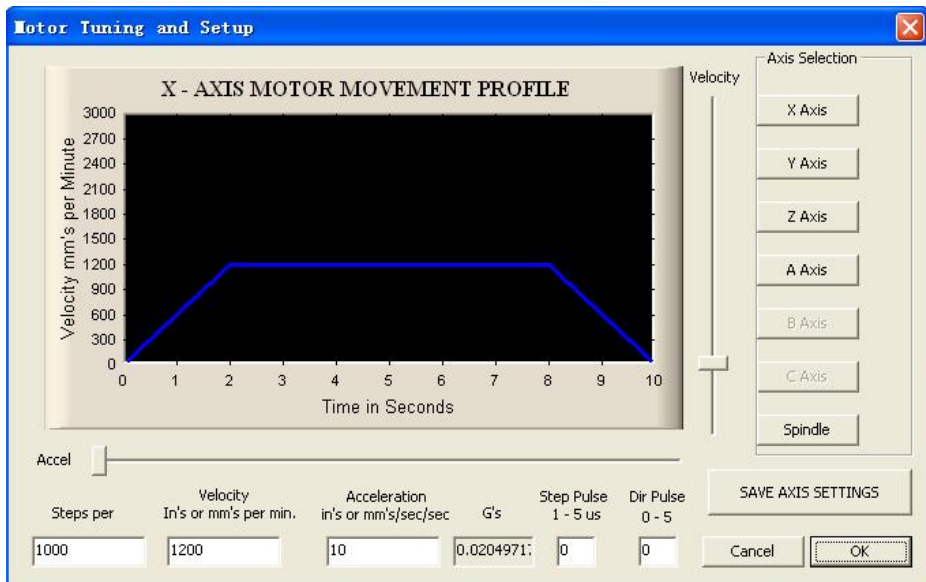 Motor Tuning and Setup
X - AXIS MOTOR MOVEMENT PROFILE
Velocity mm's per Minute
3000
2700
2400
2100
1800
1500
1200
900
600
300
0
0 1 2 3 4 5 6 7 8 9 10
Time in Seconds
Velocity
Axis Selection
X Axis
Y Axis
Z Axis
A Axis
B Axis
C Axis
Spindle
Accel
SAVE AXIS SETTINGS
Steps per
Velocity
In's or mm's per min.
Acceleration
in's or mm's/sec/sec
G's
Step Pulse
1 - 5 us
Dir Pulse
0 - 5
1000
1200
10
0.0204971
0
0
Cancel
OK